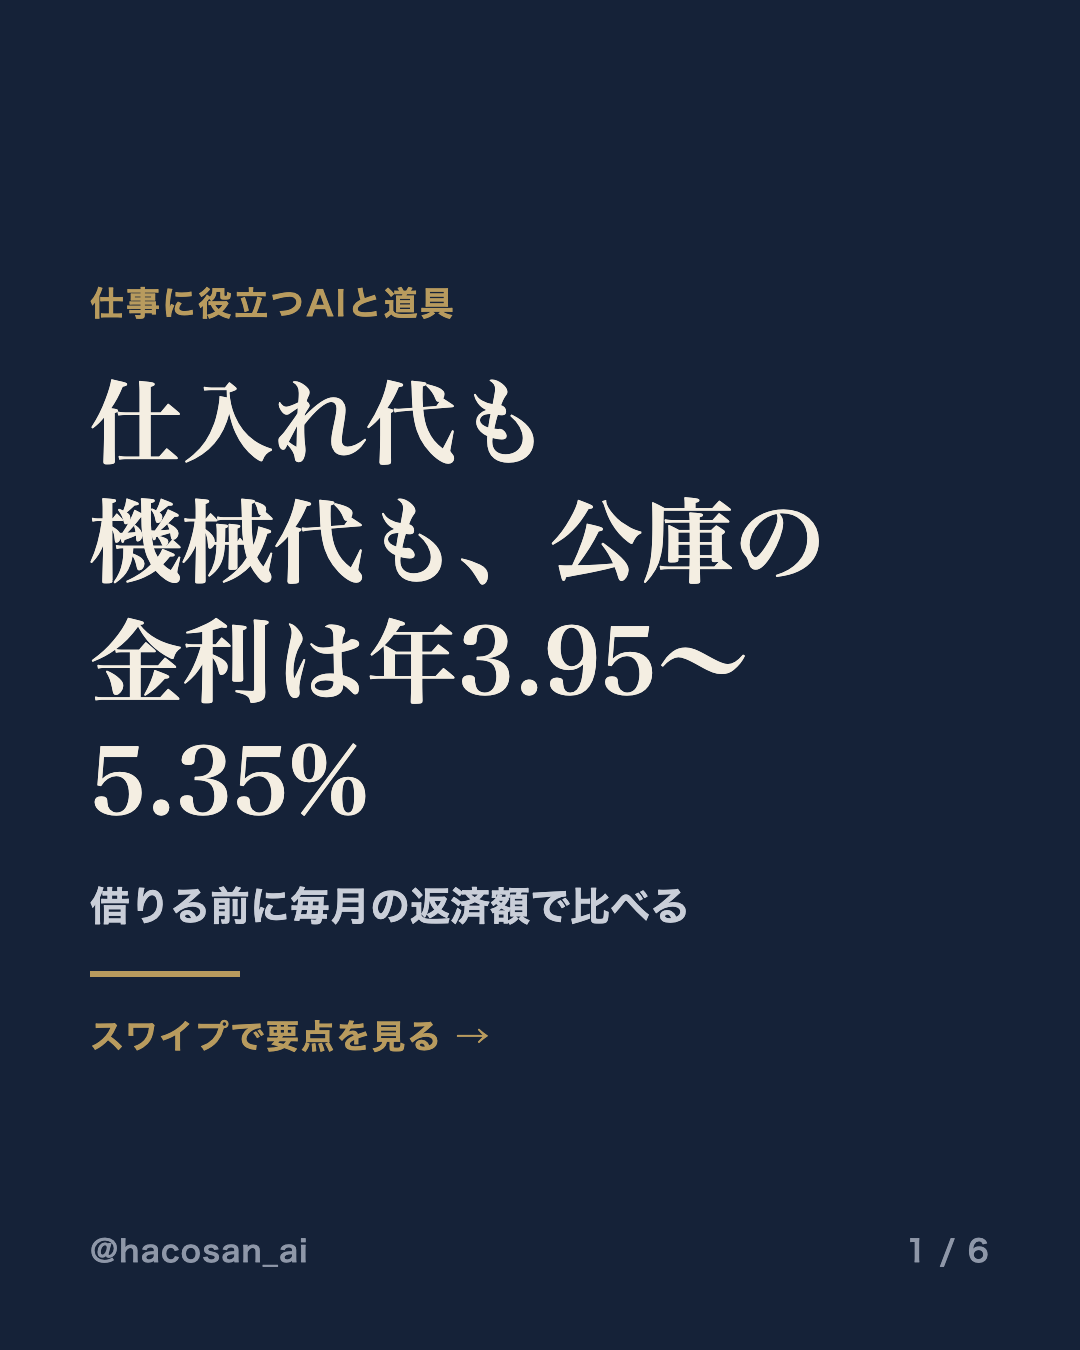 仕事に役立つAIと道具
仕入れ代も
機械代も、公庫の
金利は年3.95〜
5.35%
借りる前に毎月の返済額で比べる
スワイプで要点を見る →
@hacosan_ai
1 / 6